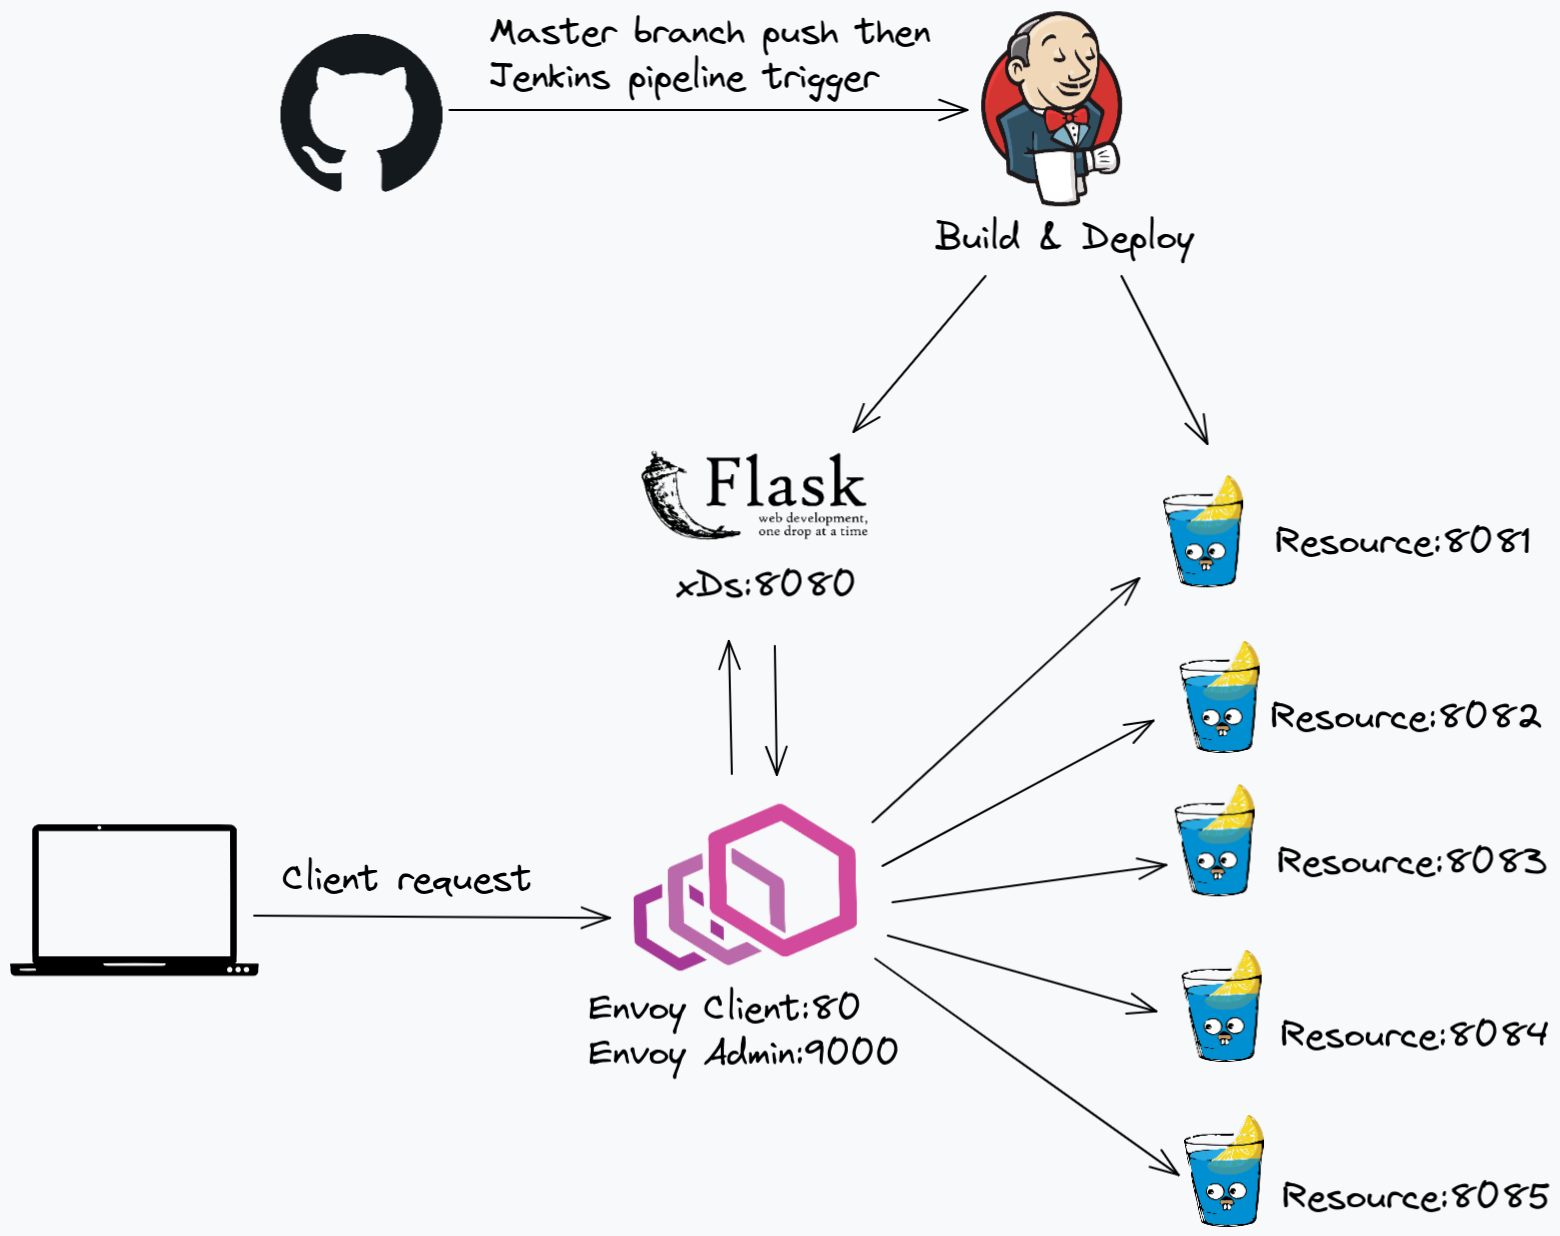 Master branch push then
Jenkins pipeline trigger
Build & Deploy
Flask
web development,
one drop at a time
xDs:8080
Resource:8081
Resource:8082
Client request
Resource:8083
Envoy Client:80
Envoy Admin:9000
Resource:8084
Resource:8085